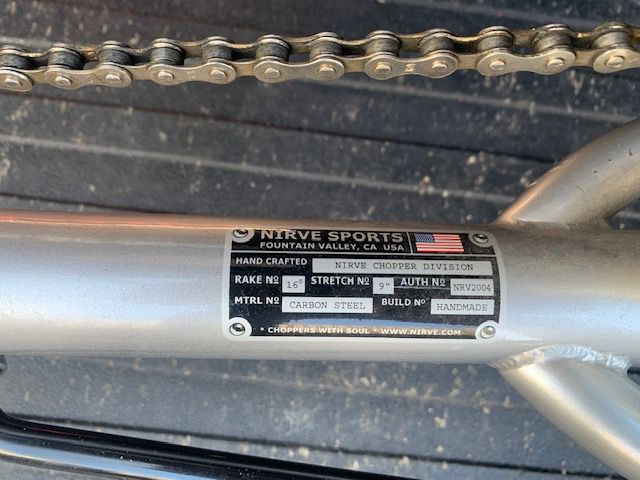 NIRVE SPORTS
FOUNTAIN VALLEY, CA USA
HAND CRAFTED NIRVE CHOPPER DIVISION
RAKE Nº 16° STRETCH Nº 9" AUTH Nº NRV2004
MTRL Nº CARBON STEEL BUILD Nº HANDMADE
* CHOPPERS WITH SOUL * WWW.NIRVE.COM